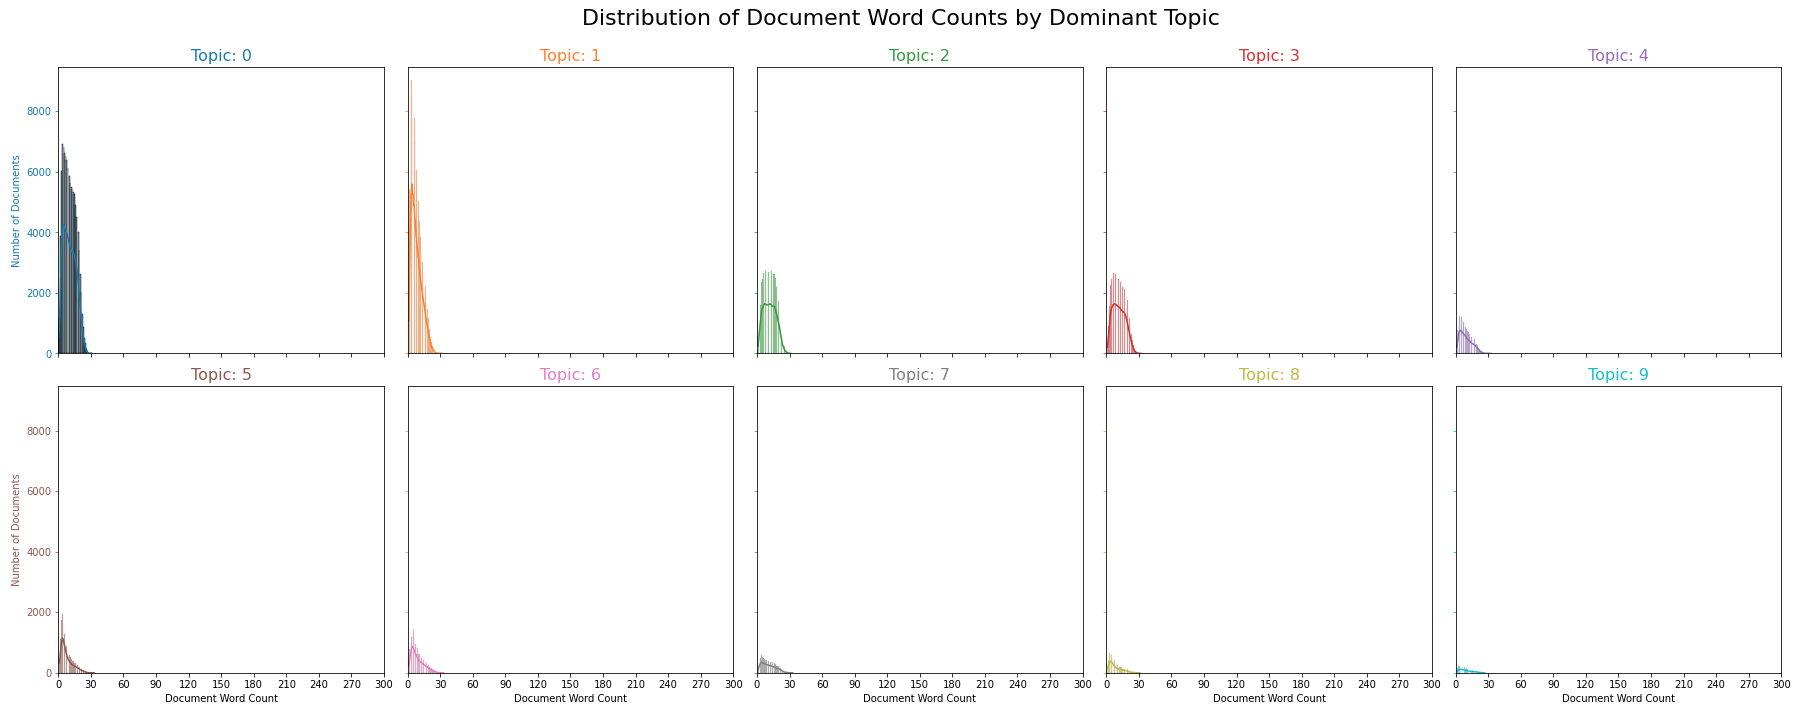 Distribution of Document Word Counts by Dominant Topic
Topic: 0
Topic: 1
Topic: 2
Topic: 3
Topic: 4
8000
6000
4000
2000
0
Number of Documents
Topic: 5
Topic: 6
Topic: 7
Topic: 8
Topic: 9
8000
6000
4000
2000
0
Number of Documents
0 30 60 90 120 150 180 210 240 270 300
0 30 60 90 120 150 180 210 240 270 300
0 30 60 90 120 150 180 210 240 270 300
0 30 60 90 120 150 180 210 240 270 300
0 30 60 90 120 150 180 210 240 270 300
Document Word Count
Document Word Count
Document Word Count
Document Word Count
Document Word Count